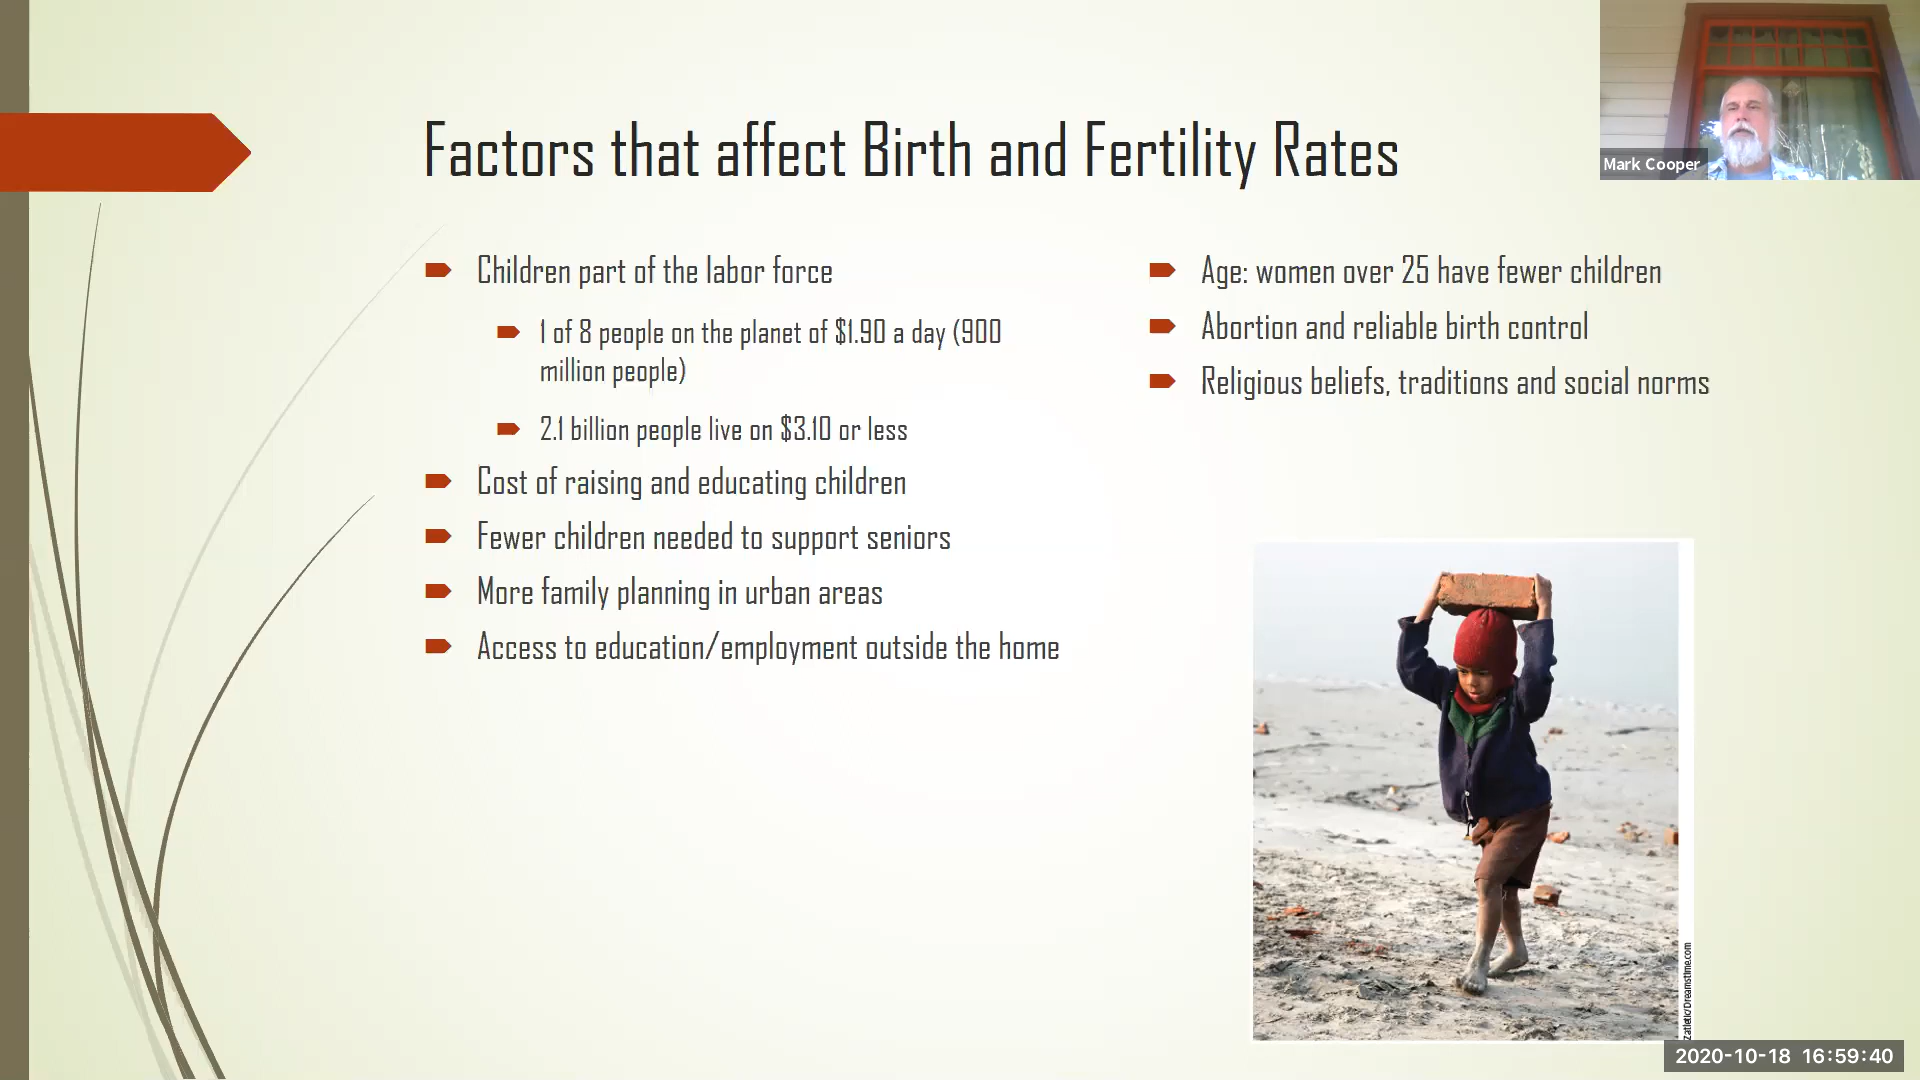 Factors that affect Birth and Fertility Rates
Children part of the labor force
1 of 8 people on the planet of $1.90 a day (900
million people)
2.1 billion people live on $3.10 or less
Cost of raising and educating children
Fewer children needed to support seniors
More family planning in urban areas
Access to education/employment outside the home
Age: women over 25 have fewer children
Abortion and reliable birth control
Religious beliefs, traditions and social norms
Mark Cooper
Zatletic/Dreamstime.com
2020-10-18 16:59:40